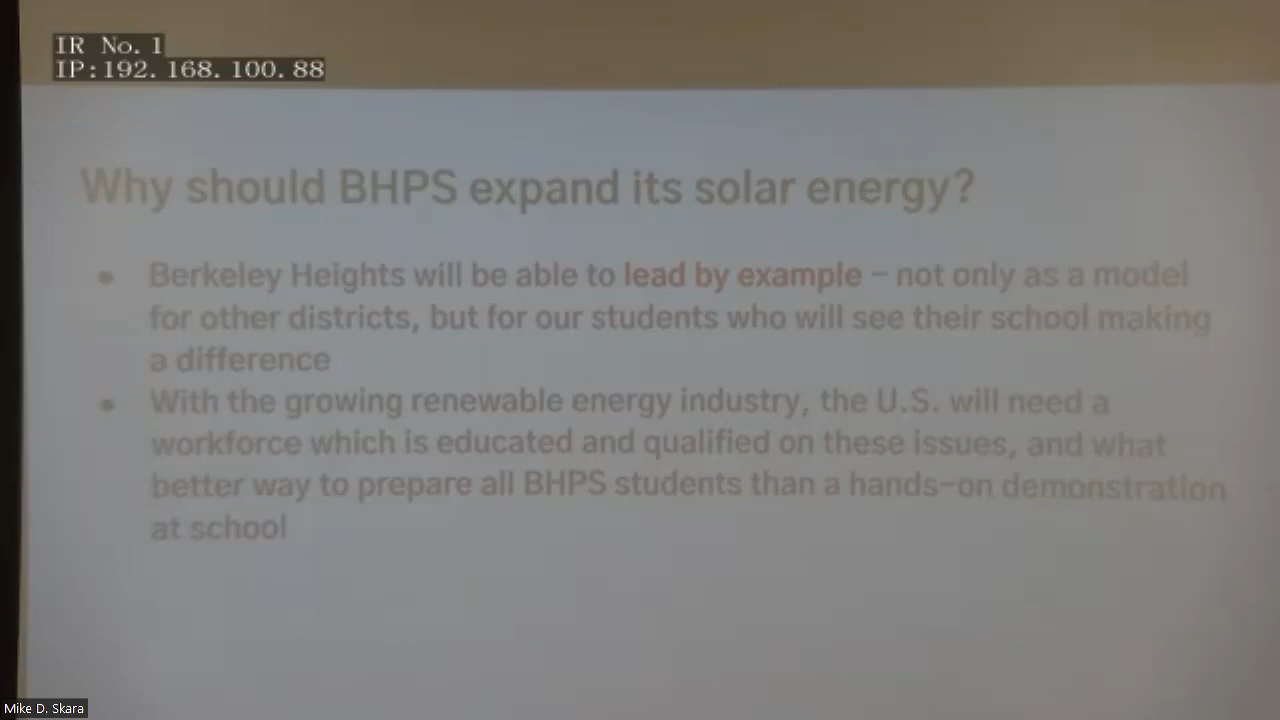 IR No. 1
IP:192. 168. 100. 88
Why should BHPS expand its solar energy?
• Berkeley Heights will be able to lead by example – not only as a model
for other districts, but for our students who will see their school making
a difference
• With the growing renewable energy industry, the U.S. will need a
workforce which is educated and qualified on these issues, and what
better way to prepare all BHPS students than a hands-on demonstration
at school
Mike D. Skara